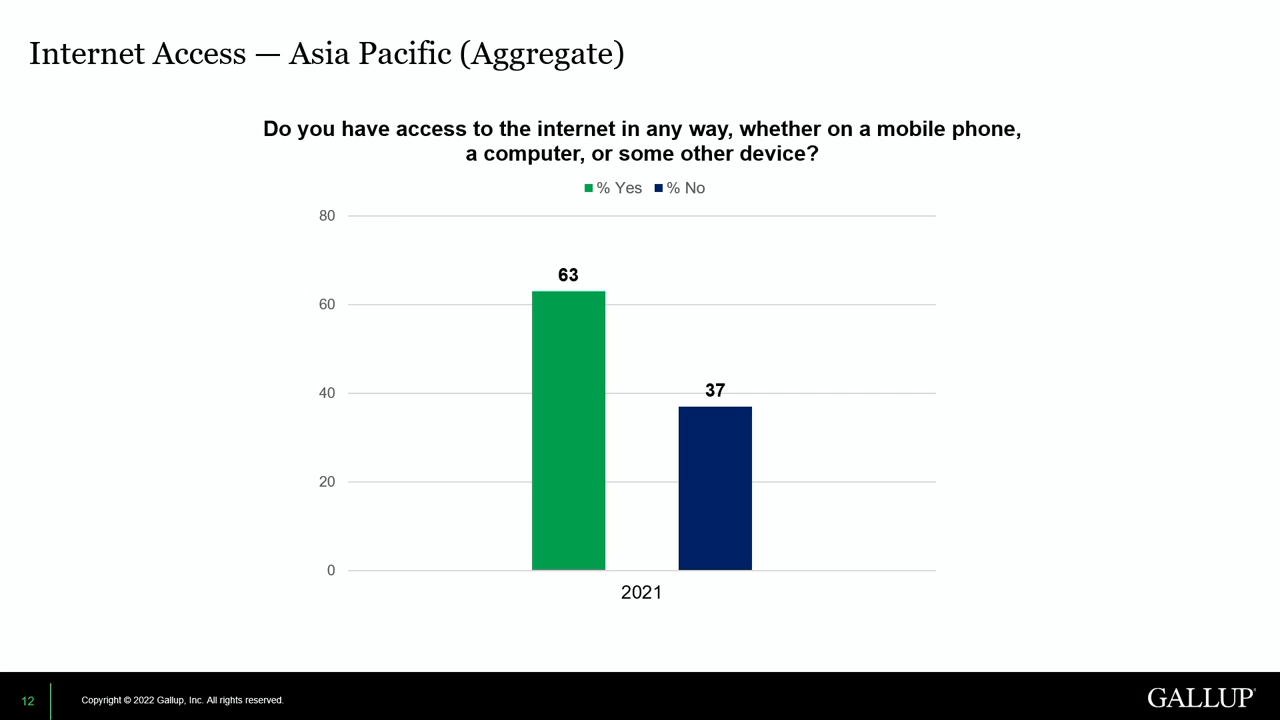 Internet Access — Asia Pacific (Aggregate)
Do you have access to the internet in any way, whether on a mobile phone,
a computer, or some other device?
% Yes % No
80
63
60
40
37
20
0
2021
12
Copyright © 2022 Gallup, Inc. All rights reserved.
GALLUP®